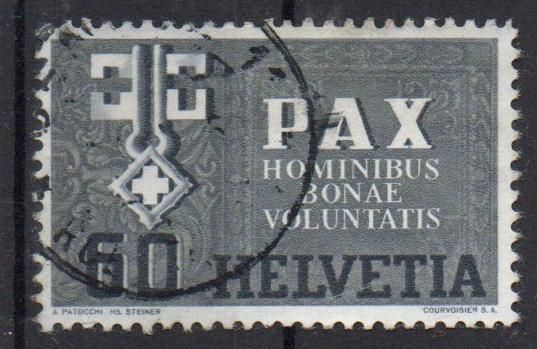 PAX
HOMINIBUS
BONAE
VOLUNTATIS
60 HELVETIA
A. PATOCCHI HS. STEINER
COURVOISIER S.A.